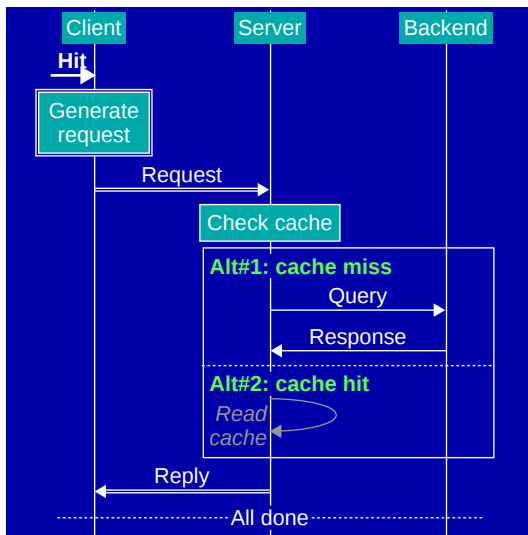 Client
Server
Backend
Hit
Generate
request
Request
Check cache
Alt#1: cache miss
Query
Response
Alt#2: cache hit
Read
cache
Reply
All done